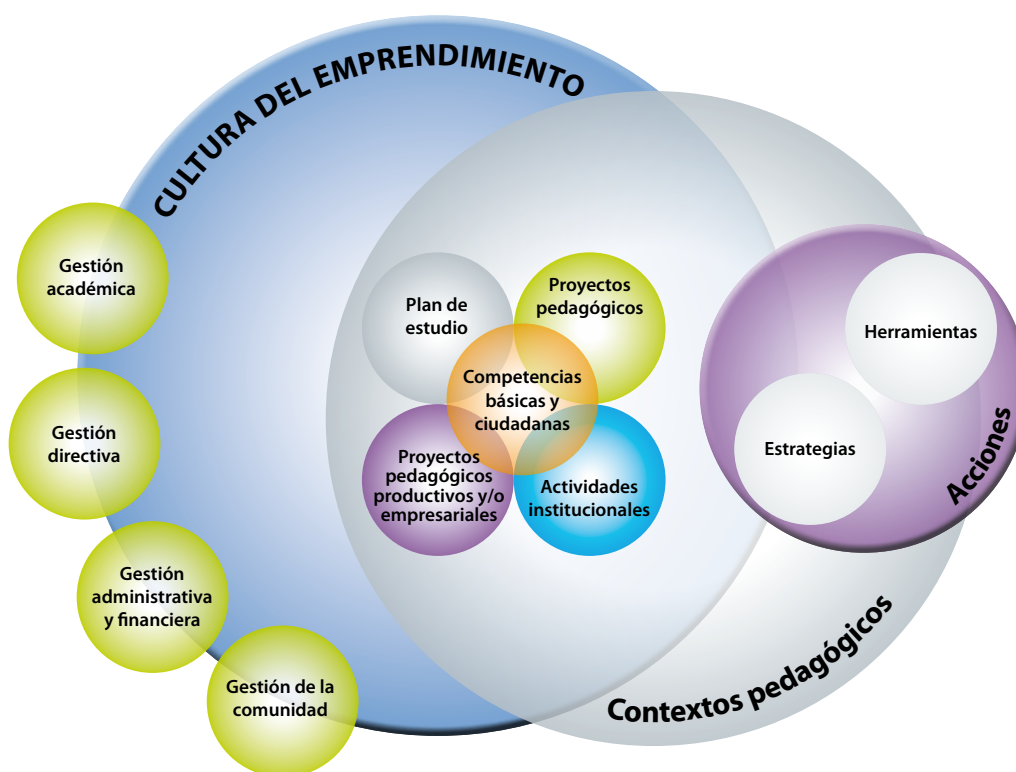 CULTURA DEL EMPRENDIMIENTO
Gestión
académica
Gestión
directiva
Gestión
administrativa
y financiera
Gestión de la
comunidad
Plan de
estudio
Proyectos
pedagógicos
Competencias
básicas y
ciudadanas
Proyectos
pedagógicos
productivos y/o
empresariales
Actividades
institucionales
Herramientas
Estrategias
Acciones
Contextos pedagógicos